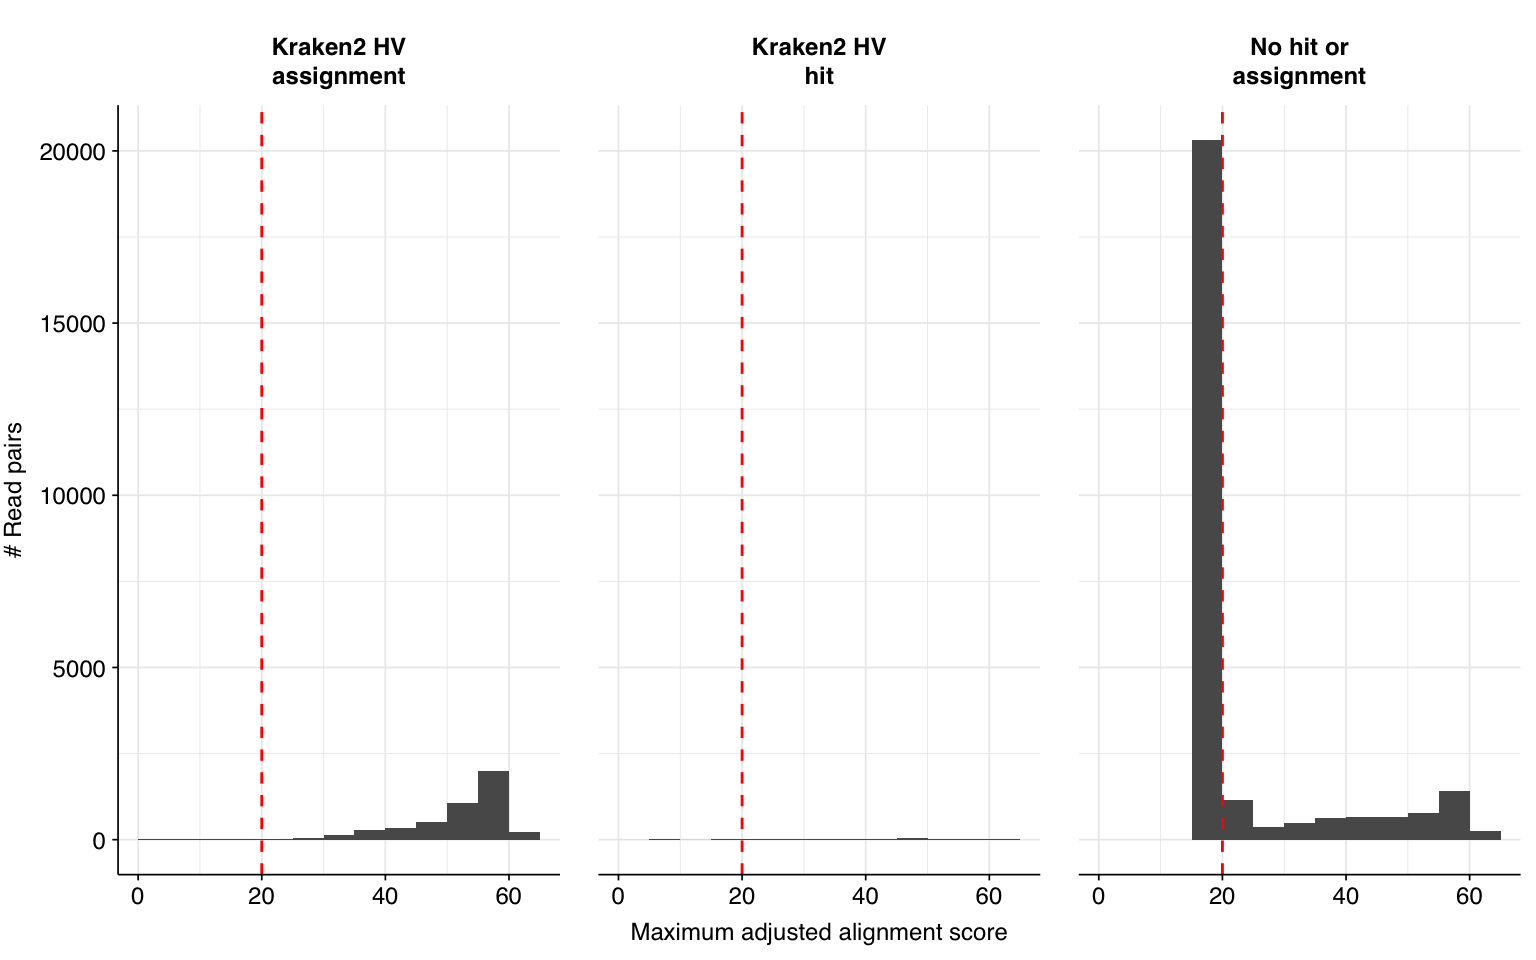 Kraken2 HV
assignment
Kraken2 HV
hit
No hit or
assignment
# Read pairs
20000
15000
10000
5000
0
0 20 40 60
0 20 40 60
0 20 40 60
Maximum adjusted alignment score